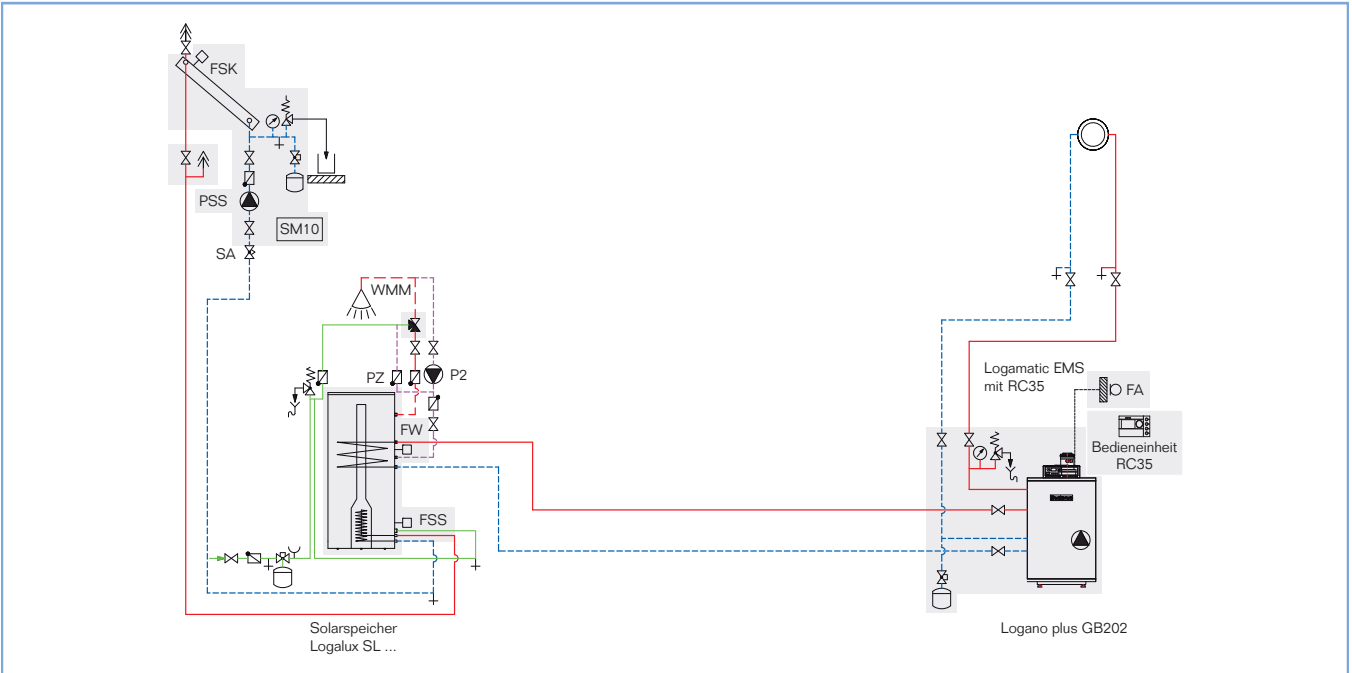 FSK
PSS
SM10
SA
WMM
PZ
P2
FW
FSS
Logamatic EMS
mit RC35
FA
Bedieneinheit
RC35
Solarspeicher
Logalux SL ...
Logano plus GB202